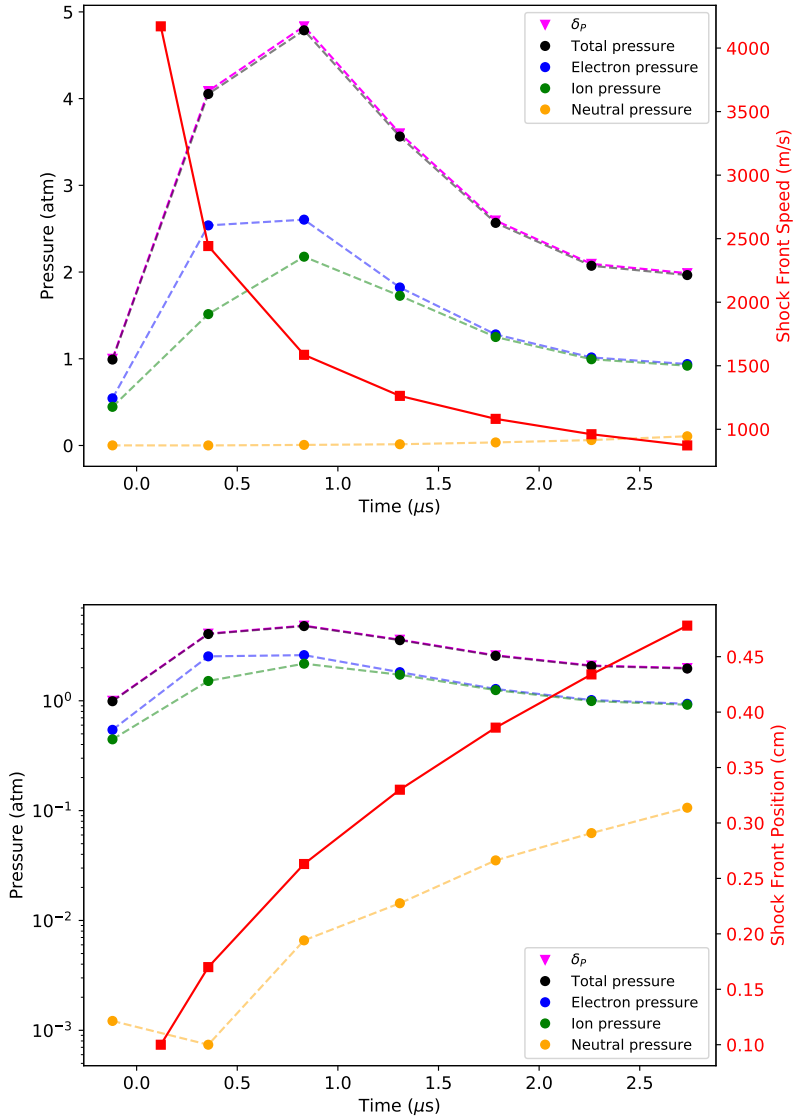 5
4
3
2
1
0
Pressure (atm)
0.0 0.5 1.0 1.5 2.0 2.5
Time (μs)
4000
3500
3000
2500
2000
1500
1000
Shock Front Speed (m/s)
δP
Total pressure
Electron pressure
Ion pressure
Neutral pressure
10⁰
10⁻¹
10⁻²
10⁻³
Pressure (atm)
0.0 0.5 1.0 1.5 2.0 2.5
Time (μs)
0.45
0.40
0.35
0.30
0.25
0.20
0.15
0.10
Shock Front Position (cm)
δP
Total pressure
Electron pressure
Ion pressure
Neutral pressure